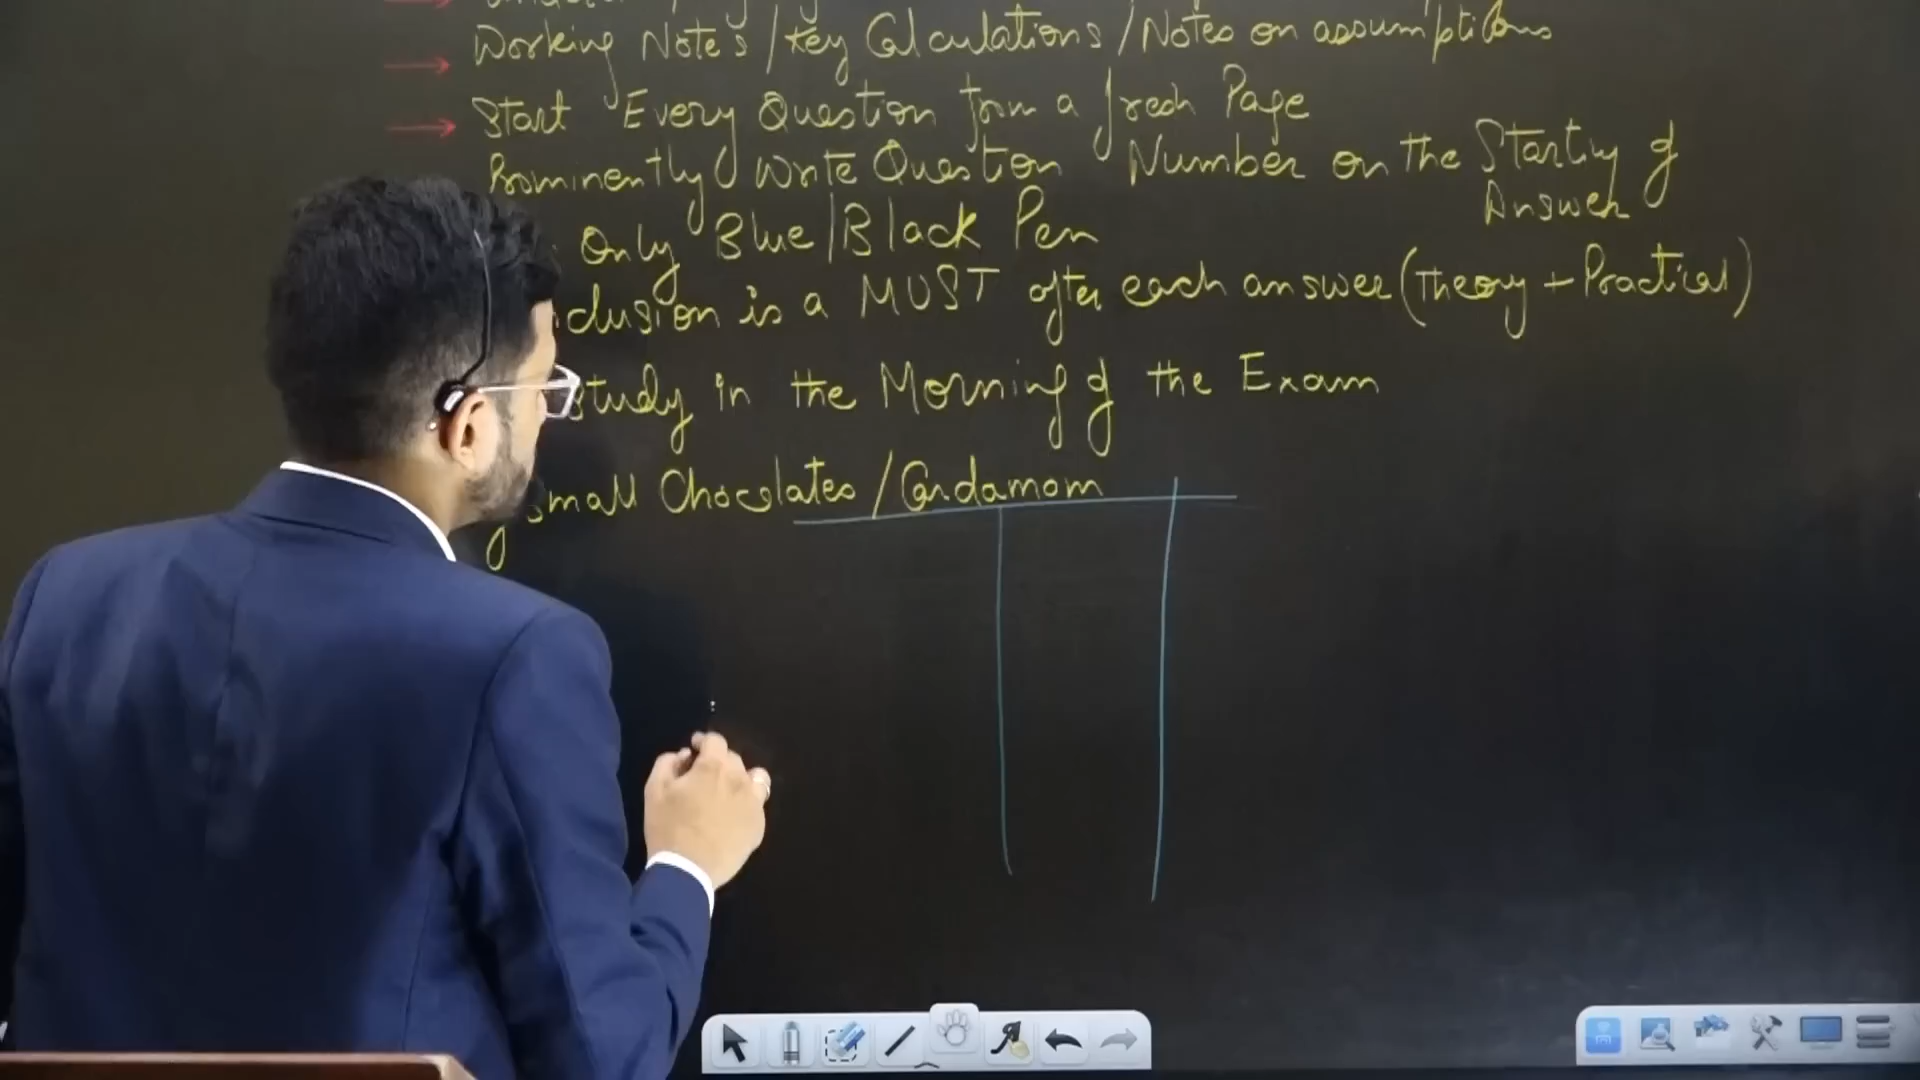 Working Notes/Key Calculations/Notes on assumptions
Start Every Question from a fresh Page
Prominently Write Question Number on the Starting of
Answer
Only Blue/Black Pen
clusion is a MUST after each answer (Theory + Practical)
study in the Morning of the Exam
small Chocolates/Cardamom